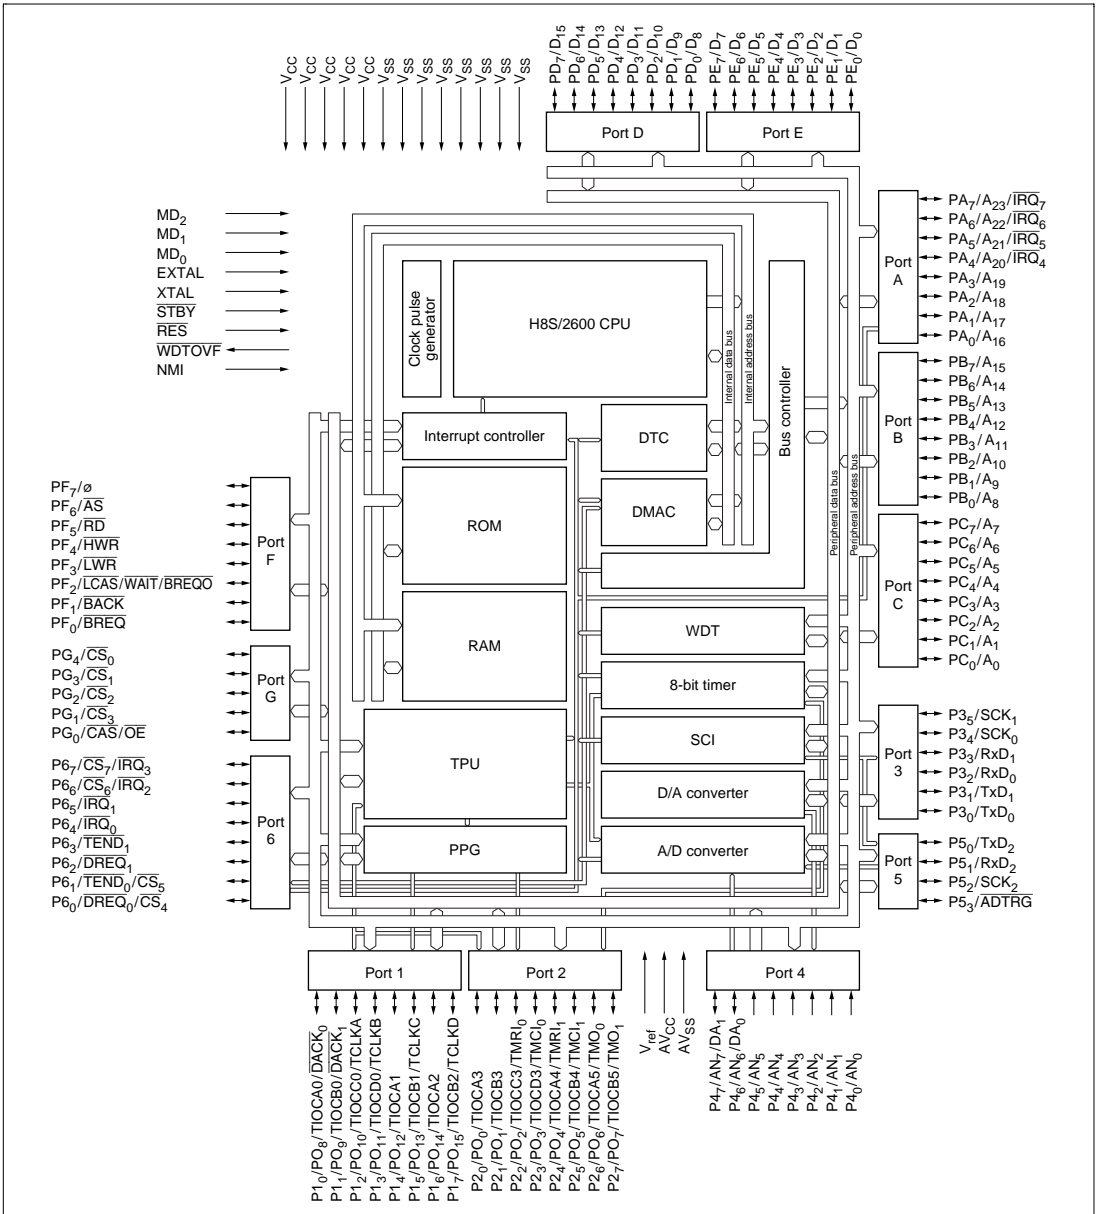 VCC
VCC
VCC
VCC
VCC
VSS
VSS
VSS
VSS
VSS
VSS
VSS
VSS
PD7/D15
PD6/D14
PD5/D13
PD4/D12
PD3/D11
PD2/D10
PD1/D9
PD0/D8
PE7/D7
PE6/D6
PE5/D5
PE4/D4
PE3/D3
PE2/D2
PE1/D1
PE0/D0
Port D
Port E
MD2
MD1
MD0
EXTAL
XTAL
STBY
RES
WDTOVF
NMI
Clock pulse
generator
H8S/2600 CPU
Internal data bus
Internal address bus
Bus controller
Interrupt controller
DTC
ROM
DMAC
RAM
WDT
8-bit timer
TPU
SCI
D/A converter
PPG
A/D converter
Peripheral data bus
Peripheral address bus
Port
A
PA7/A23/IRQ7
PA6/A22/IRQ6
PA5/A21/IRQ5
PA4/A20/IRQ4
PA3/A19
PA2/A18
PA1/A17
PA0/A16
Port
B
PB7/A15
PB6/A14
PB5/A13
PB4/A12
PB3/A11
PB2/A10
PB1/A9
PB0/A8
Port
C
PC7/A7
PC6/A6
PC5/A5
PC4/A4
PC3/A3
PC2/A2
PC1/A1
PC0/A0
Port
3
P35/SCK1
P34/SCK0
P33/RxD1
P32/RxD0
P31/TxD1
P30/TxD0
Port
5
P50/TxD2
P51/RxD2
P52/SCK2
P53/ADTRG
PF7/ø
PF6/AS
PF5/RD
PF4/HWR
PF3/LWR
PF2/LCAS/WAIT/BREQO
PF1/BACK
PF0/BREQ
Port
F
PG4/CS0
PG3/CS1
PG2/CS2
PG1/CS3
PG0/CAS/OE
Port
G
P67/CS7/IRQ3
P66/CS6/IRQ2
P65/IRQ1
P64/IRQ0
P63/TEND1
P62/DREQ1
P61/TEND0/CS5
P60/DREQ0/CS4
Port
6
Port 1
Port 2
Port 4
P10/PO8/TIOCA0/DACK0
P11/PO9/TIOCB0/DACK1
P12/PO10/TIOCC0/TCLKA
P13/PO11/TIOCD0/TCLKB
P14/PO12/TIOCA1
P15/PO13/TIOCB1/TCLKC
P16/PO14/TIOCA2
P17/PO15/TIOCB2/TCLKD
P20/PO0/TIOCA3
P21/PO1/TIOCB3
P22/PO2/TIOCC3/TMRI0
P23/PO3/TIOCD3/TMCI0
P24/PO4/TIOCA4/TMRI1
P25/PO5/TIOCB4/TMCI1
P26/PO6/TIOCA5/TMO0
P27/PO7/TIOCB5/TMO1
Vref
AVCC
AVSS
P47/AN7/DA1
P46/AN6/DA0
P45/AN5
P44/AN4
P43/AN3
P42/AN2
P41/AN1
P40/AN0